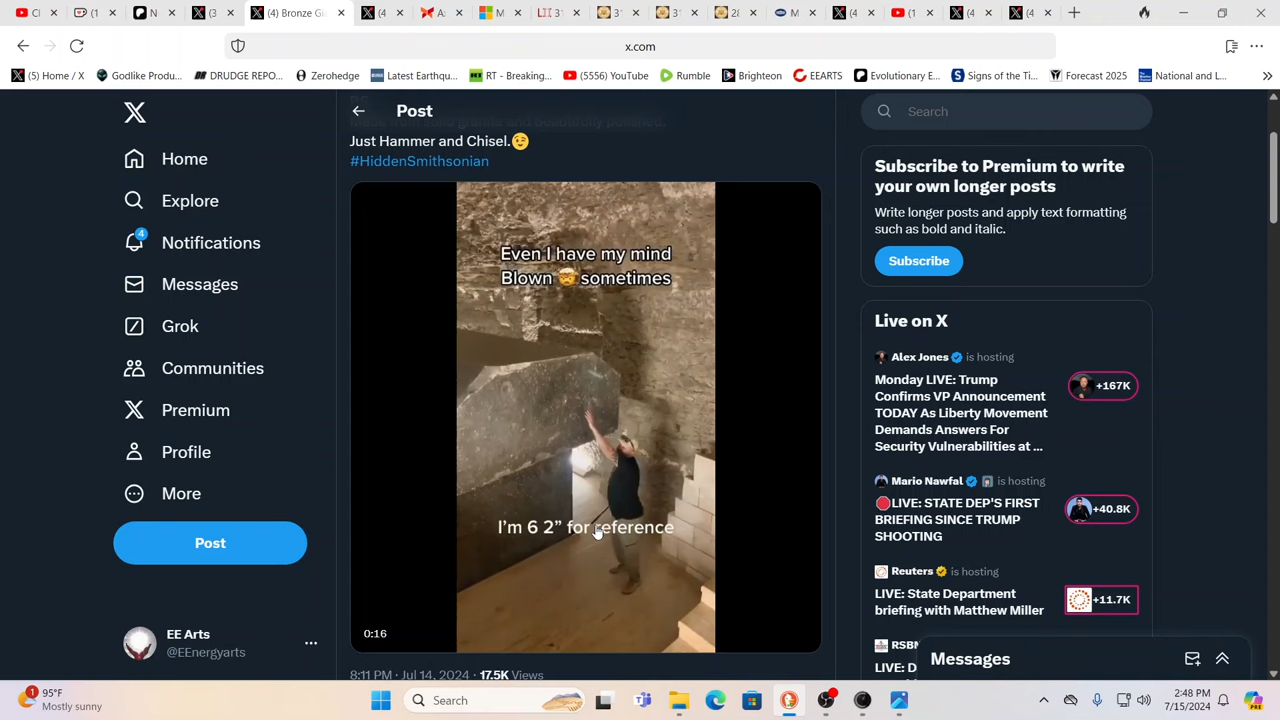 (4) Bronze Gi
x.com
(5) Home / X
Godlike Produ...
DRUDGE REPO...
Zerohedge
Latest Earthqu...
RT - Breaking...
(5556) YouTube
Rumble
Brighteon
EEARTS
Evolutionary E...
Signs of the Ti...
Forecast 2025
National and L...
Post
Just Hammer and Chisel.😉
#HiddenSmithsonian
Even I have my mind
Blown 🤯 sometimes
I'm 6 2” for reference
0:16
8:11 PM · Jul 14, 2024 · 17.5K Views
Home
Explore
4
Notifications
Messages
Grok
Communities
Premium
Profile
More
Post
EE Arts
@EEnergyarts
Search
Subscribe to Premium to write
your own longer posts
Write longer posts and apply text formatting
such as bold and italic.
Subscribe
Live on X
Alex Jones is hosting
Monday LIVE: Trump
Confirms VP Announcement
TODAY As Liberty Movement
Demands Answers For
Security Vulnerabilities at ...
+167K
Mario Nawfal is hosting
🛑LIVE: STATE DEP'S FIRST
BRIEFING SINCE TRUMP
SHOOTING
+40.8K
Reuters is hosting
LIVE: State Department
briefing with Matthew Miller
+11.7K
RSBN
Messages
1
95°F
Mostly sunny
Search
2:48 PM
7/15/2024